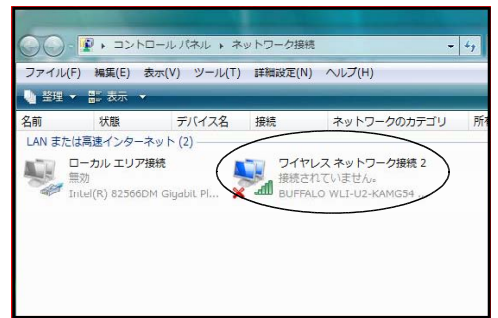 コントロール パネル ▸ ネットワーク接続
ファイル(F) 編集(E) 表示(V) ツール(T) 詳細設定(N) ヘルプ(H)
整理 表示
名前 状態 デバイス名 接続 ネットワークのカテゴリ 所有
LAN または高速インターネット (2)
ローカル エリア接続
無効
Intel(R) 82566DM Gigabit Pl...
ワイヤレス ネットワーク接続 2
接続されていません。
BUFFALO WLI-U2-KAMG54 ...